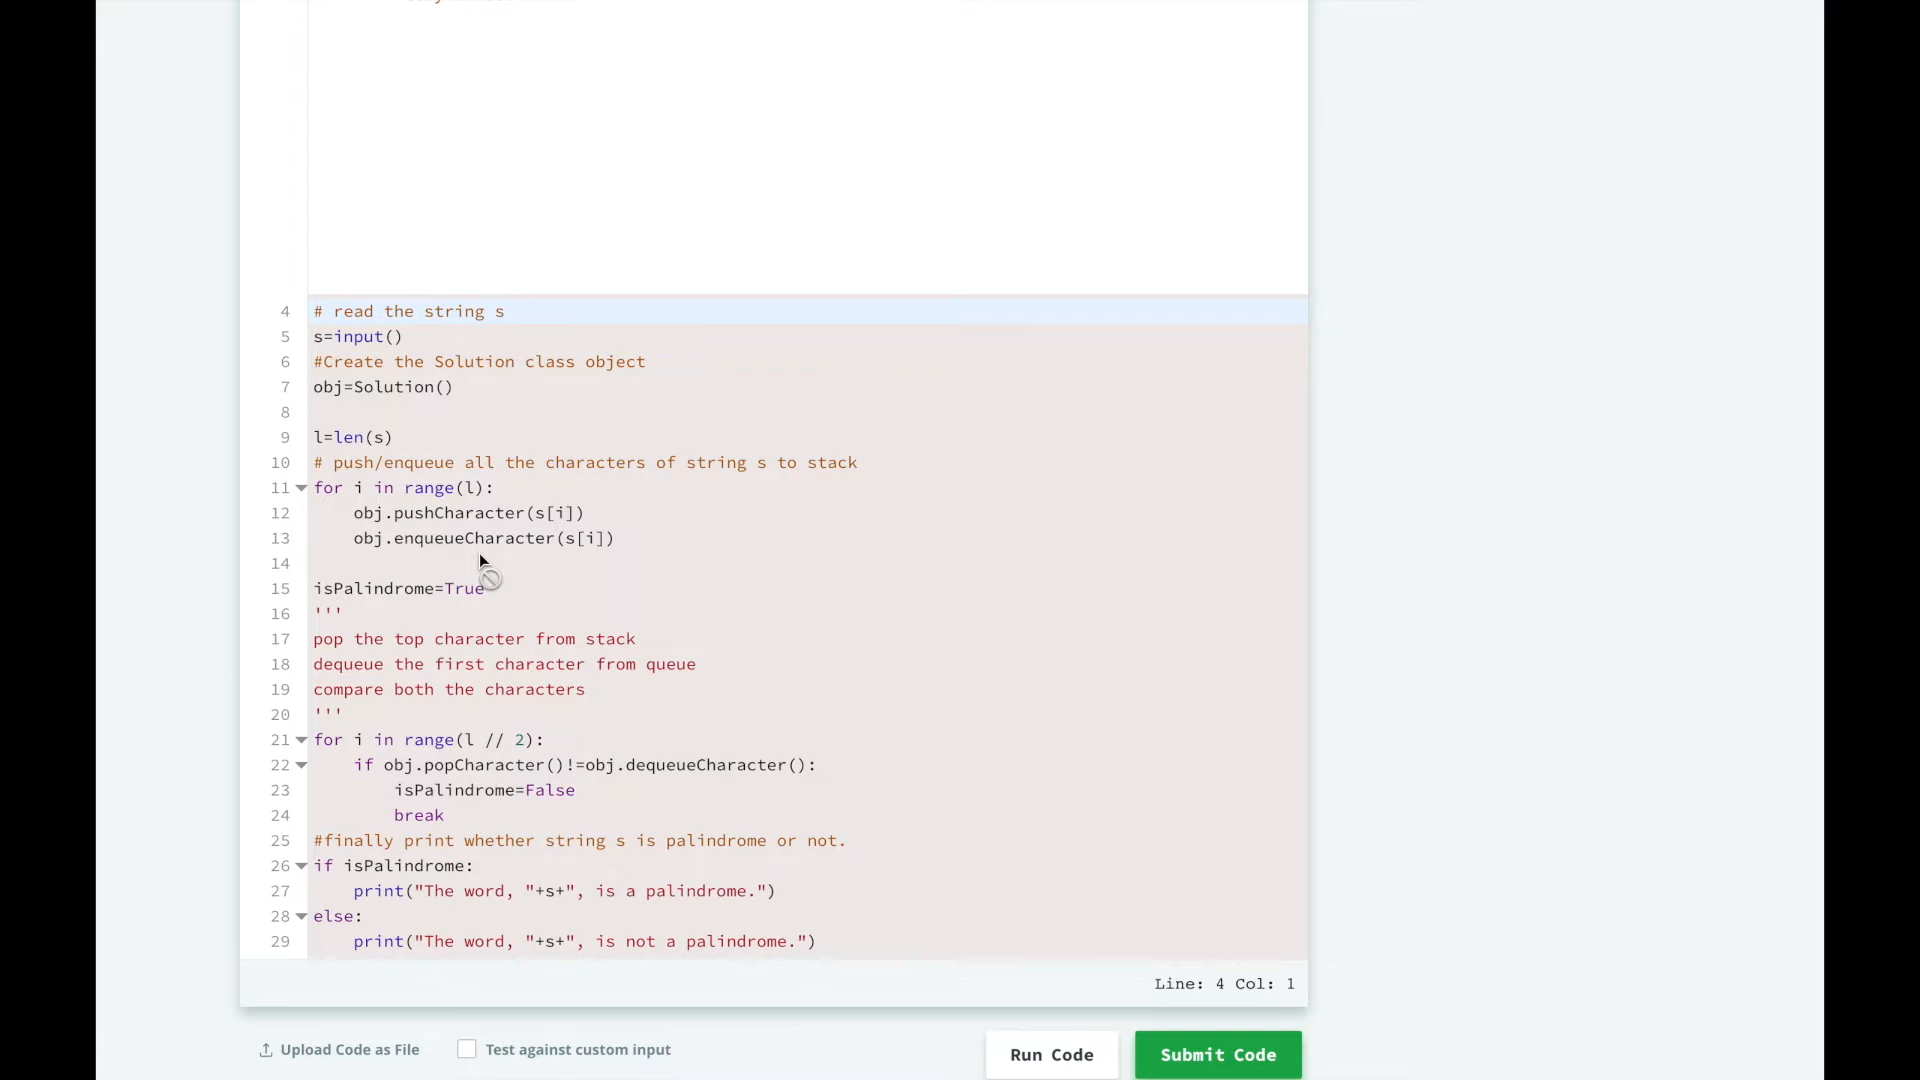 4 # read the string s
5 s=input()
6 #Create the Solution class object
7 obj=Solution()
8
9 l=len(s)
10 # push/enqueue all the characters of string s to stack
11 for i in range(l):
12     obj.pushCharacter(s[i])
13     obj.enqueueCharacter(s[i])
14
15 isPalindrome=True
16 '''
17 pop the top character from stack
18 dequeue the first character from queue
19 compare both the characters
20 '''
21 for i in range(l // 2):
22     if obj.popCharacter()!=obj.dequeueCharacter():
23         isPalindrome=False
24         break
25 #finally print whether string s is palindrome or not.
26 if isPalindrome:
27     print("The word, "+s+", is a palindrome.")
28 else:
29     print("The word, "+s+", is not a palindrome.")
Line: 4 Col: 1
Upload Code as File Test against custom input Run Code Submit Code